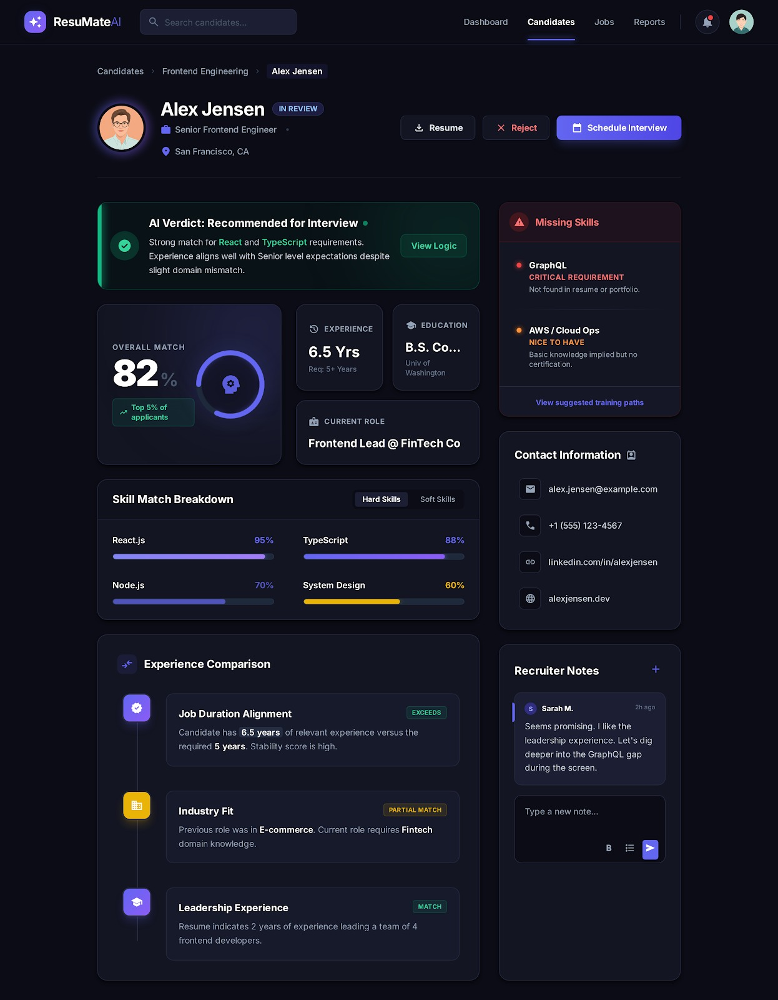 ResuMateAI
Search candidates...
Dashboard
Candidates
Jobs
Reports
Candidates › Frontend Engineering › Alex Jensen
Alex Jensen
IN REVIEW
Senior Frontend Engineer •
San Francisco, CA
Resume
Reject
Schedule Interview
AI Verdict: Recommended for Interview
Strong match for React and TypeScript requirements.
Experience aligns well with Senior level expectations despite
slight domain mismatch.
View Logic
OVERALL MATCH
82%
Top 5% of
applicants
EXPERIENCE
6.5 Yrs
Req: 5+ Years
EDUCATION
B.S. Co...
Univ of
Washington
CURRENT ROLE
Frontend Lead @ FinTech Co
Skill Match Breakdown
Hard Skills
Soft Skills
React.js
95%
TypeScript
88%
Node.js
70%
System Design
60%
Experience Comparison
Job Duration Alignment
EXCEEDS
Candidate has 6.5 years of relevant experience versus the
required 5 years. Stability score is high.
Industry Fit
PARTIAL MATCH
Previous role was in E-commerce. Current role requires Fintech
domain knowledge.
Leadership Experience
MATCH
Resume indicates 2 years of experience leading a team of 4
frontend developers.
Missing Skills
GraphQL
CRITICAL REQUIREMENT
Not found in resume or portfolio.
AWS / Cloud Ops
NICE TO HAVE
Basic knowledge implied but no
certification.
View suggested training paths
Contact Information
alex.jensen@example.com
+1 (555) 123-4567
linkedin.com/in/alexjensen
alexjensen.dev
Recruiter Notes
S
Sarah M.
2h ago
Seems promising. I like the
leadership experience. Let's dig
deeper into the GraphQL gap
during the screen.
Type a new note...
B